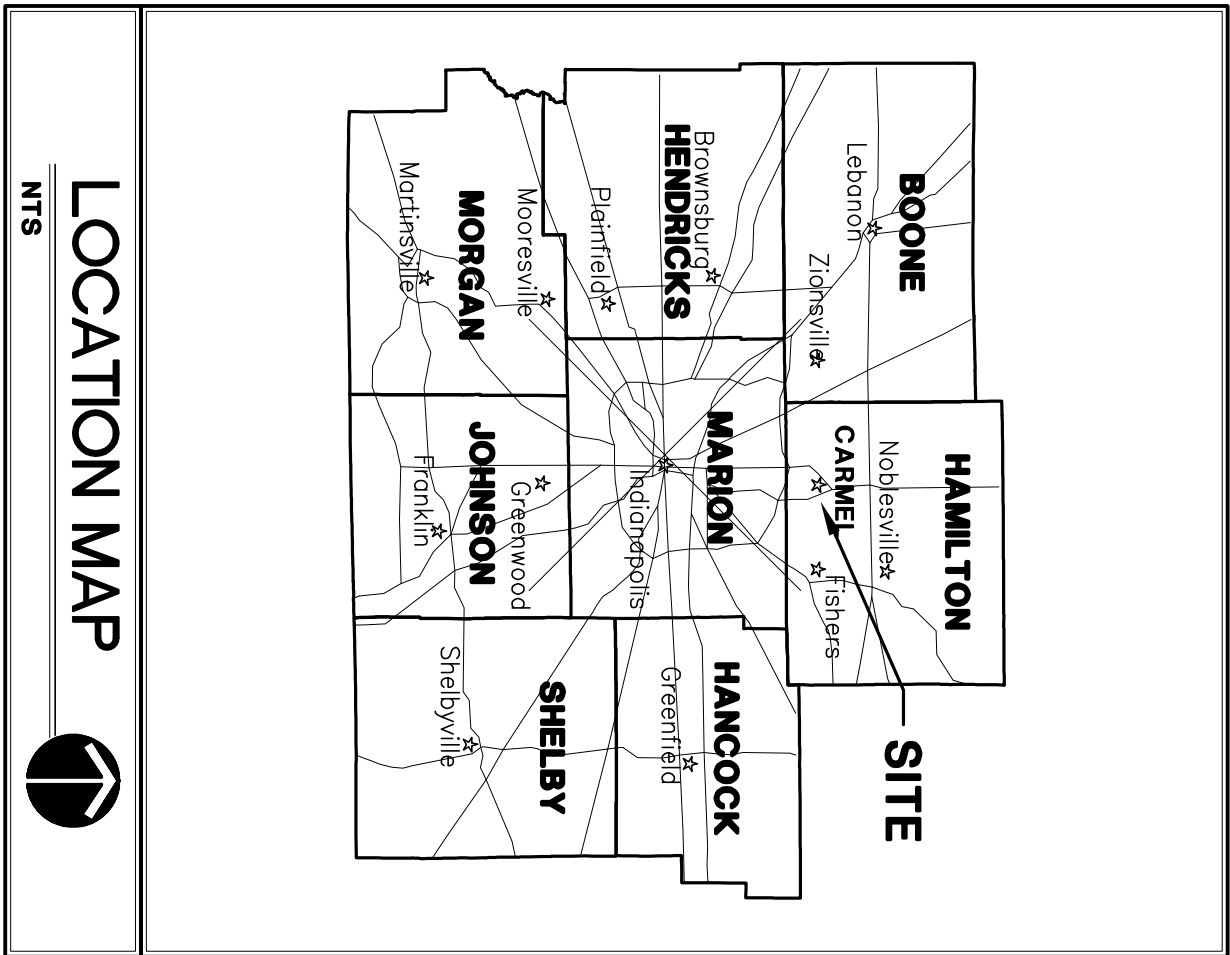 SITE
HAMILTON
BOONE
Noblesville
Lebanon
CARMEL
Fishers
Zionsville
HANCOCK
MARION
Brownsburg
HENDRICKS
Greenfield
Indianapolis
Plainfield
SHELBY
Mooresville
Greenwood
JOHNSON
MORGAN
Shelbyville
Franklin
Martinsville
LOCATION MAP
NTS